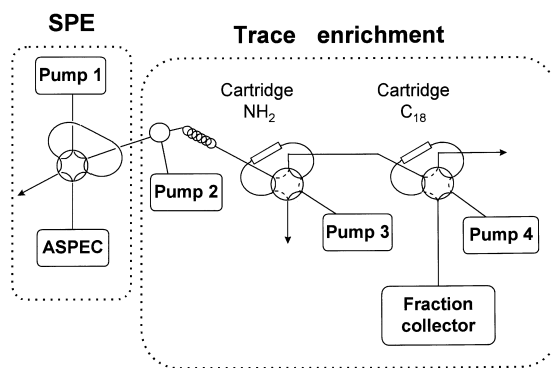 SPE
Trace enrichment
Pump 1
ASPEC
Pump 2
Cartridge
NH₂
Pump 3
Cartridge
C₁₈
Pump 4
Fraction
collector